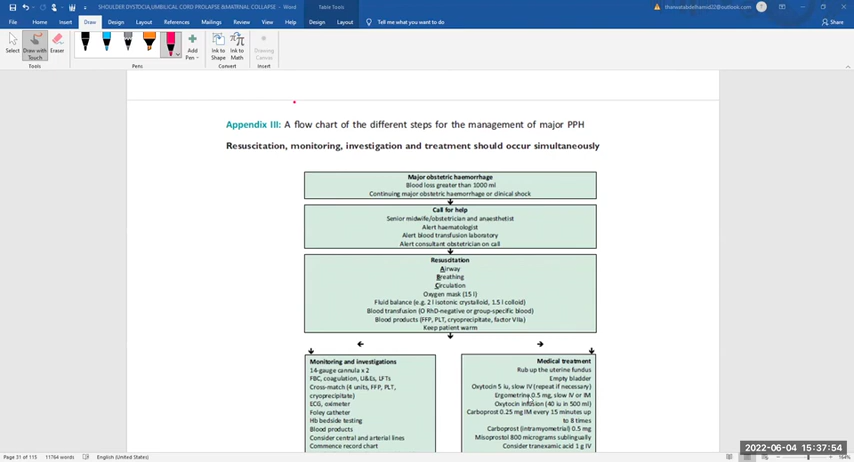 SHOULDER DYSTOCIA,UMBILICAL CORD PROLAPSE &MATERNAL COLLAPSE - Word
Table Tools
tharwatabdelhamid22@outlook.com
File
Home
Insert
Draw
Design
Layout
References
Mailings
Review
View
Help
Design
Layout
Tell me what you want to do
Share
Select
Draw with Touch
Eraser
Add Pen
Ink to Shape
Ink to Math
Drawing Canvas
Tools
Pens
Convert
Insert
Appendix III: A flow chart of the different steps for the management of major PPH
Resuscitation, monitoring, investigation and treatment should occur simultaneously
Major obstetric haemorrhage
Blood loss greater than 1000 ml
Continuing major obstetric haemorrhage or clinical shock
Call for help
Senior midwife/obstetrician and anaesthetist
Alert haematologist
Alert blood transfusion laboratory
Alert consultant obstetrician on call
Resuscitation
Airway
Breathing
Circulation
Oxygen mask (15 l)
Fluid balance (e.g. 2 l isotonic crystalloid, 1.5 l colloid)
Blood transfusion (O RhD-negative or group-specific blood)
Blood products (FFP, PLT, cryoprecipitate, factor VIIa)
Keep patient warm
Monitoring and investigations
14-gauge cannula x 2
FBC, coagulation, U&Es, LFTs
Cross-match (4 units, FFP, PLT,
cryoprecipitate)
ECG, oximeter
Foley catheter
Hb bedside testing
Blood products
Consider central and arterial lines
Commence record chart
Medical treatment
Rub up the uterine fundus
Empty bladder
Oxytocin 5 iu, slow IV (repeat if necessary)
Ergometrine 0.5 mg, slow IV or IM
Oxytocin infusion (40 iu in 500 ml)
Carboprost 0.25 mg IM every 15 minutes up
to 8 times
Carboprost (intramyometrial) 0.5 mg
Misoprostol 800 micrograms sublingually
Consider tranexamic acid 1 g IV
2022-06-04 15:37:54
Page 31 of 115
11764 words
English (United States)
164%